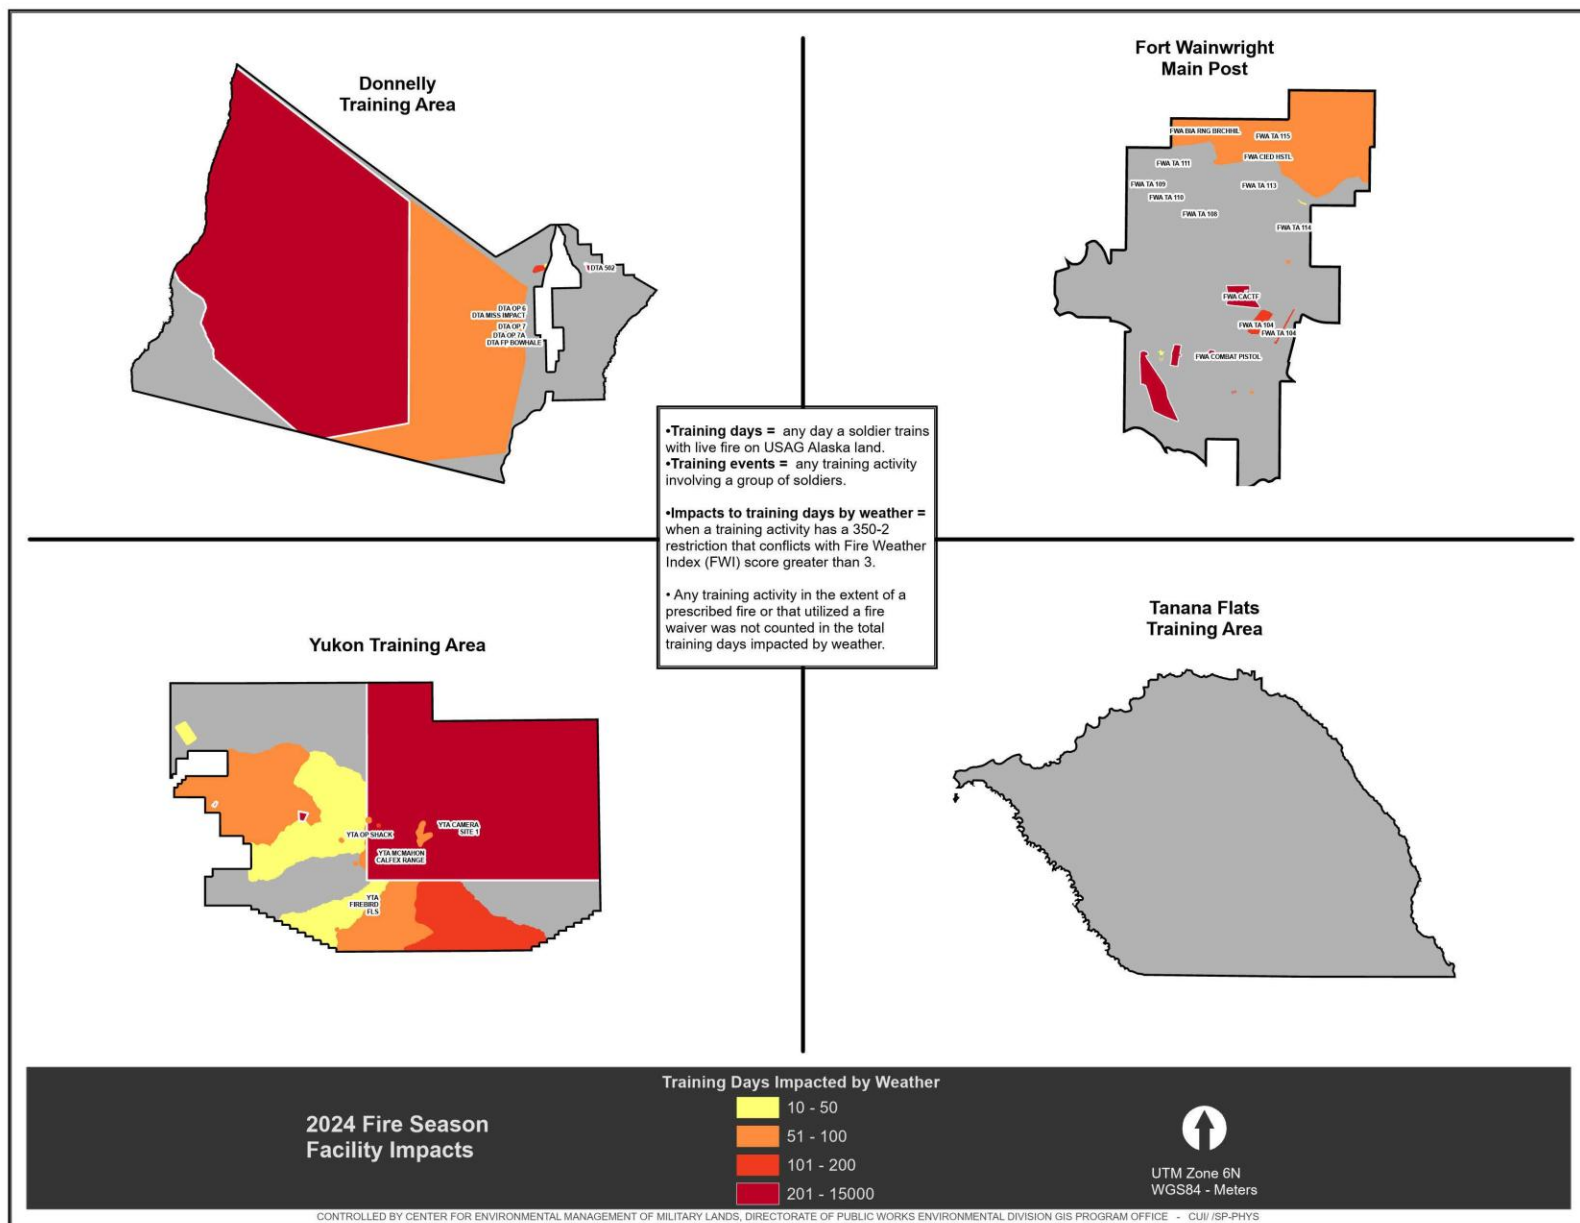 Donnelly
Training Area
DTA 502
DTA OP 6
DTA MISS IMPACT
DTA OP 7
DTA OP 7A
DTA FP BOWHALE
Fort Wainwright
Main Post
FWA BIA RNG BRCHHIL
FWA TA 115
FWA TA 111
FWA CIED HSTL
FWA TA 109
FWA TA 113
FWA TA 110
FWA TA 108
FWA TA 114
FWA CACTF
FWA TA 104
FWA TA 104
FWA COMBAT PISTOL
•Training days = any day a soldier trains
with live fire on USAG Alaska land.
•Training events = any training activity
involving a group of soldiers.
•Impacts to training days by weather =
when a training activity has a 350-2
restriction that conflicts with Fire Weather
Index (FWI) score greater than 3.
• Any training activity in the extent of a
prescribed fire or that utilized a fire
waiver was not counted in the total
training days impacted by weather.
Yukon Training Area
YTA OP SHACK
YTA CAMERA
SITE 1
YTA MCMAHON
CALFEX RANGE
YTA
FIREBIRD
FLS
Tanana Flats
Training Area
2024 Fire Season
Facility Impacts
Training Days Impacted by Weather
10 - 50
51 - 100
101 - 200
201 - 15000
UTM Zone 6N
WGS84 - Meters
CONTROLLED BY CENTER FOR ENVIRONMENTAL MANAGEMENT OF MILITARY LANDS, DIRECTORATE OF PUBLIC WORKS ENVIRONMENTAL DIVISION GIS PROGRAM OFFICE - CUI/ /SP-PHYS